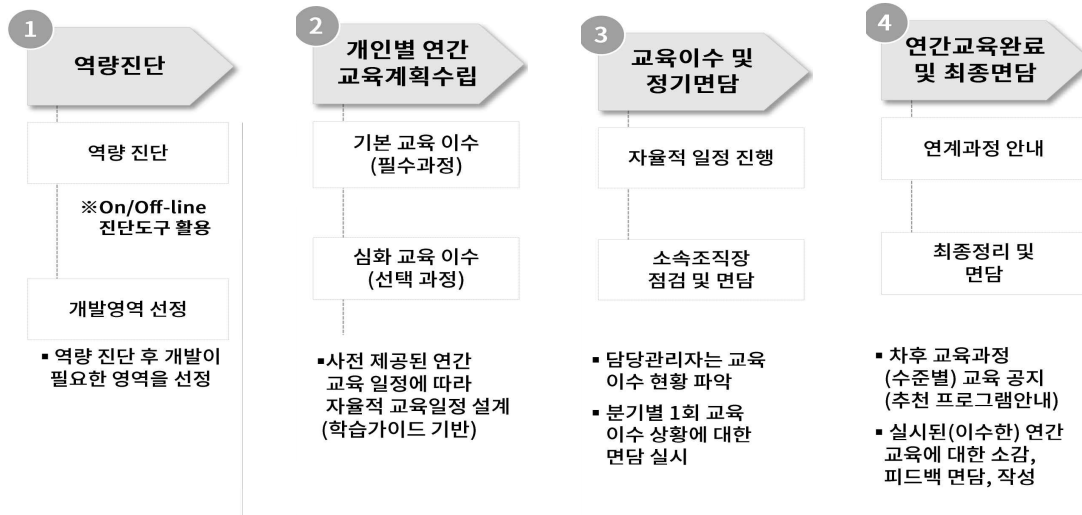 1
역량진단
역량 진단
※On/Off-line
진단도구 활용
개발영역 선정
▪ 역량 진단 후 개발이
필요한 영역을 선정
2
개인별 연간
교육계획수립
기본 교육 이수
(필수과정)
심화 교육 이수
(선택 과정)
▪사전 제공된 연간
교육 일정에 따라
자율적 교육일정 설계
(학습가이드 기반)
3
교육이수 및
정기면담
자율적 일정 진행
소속조직장
점검 및 면담
▪ 담당관리자는 교육
이수 현황 파악
▪ 분기별 1회 교육
이수 상황에 대한
면담 실시
4
연간교육완료
및 최종면담
연계과정 안내
최종정리 및
면담
▪ 차후 교육과정
(수준별) 교육 공지
(추천 프로그램안내)
▪ 실시된(이수한) 연간
교육에 대한 소감,
피드백 면담, 작성